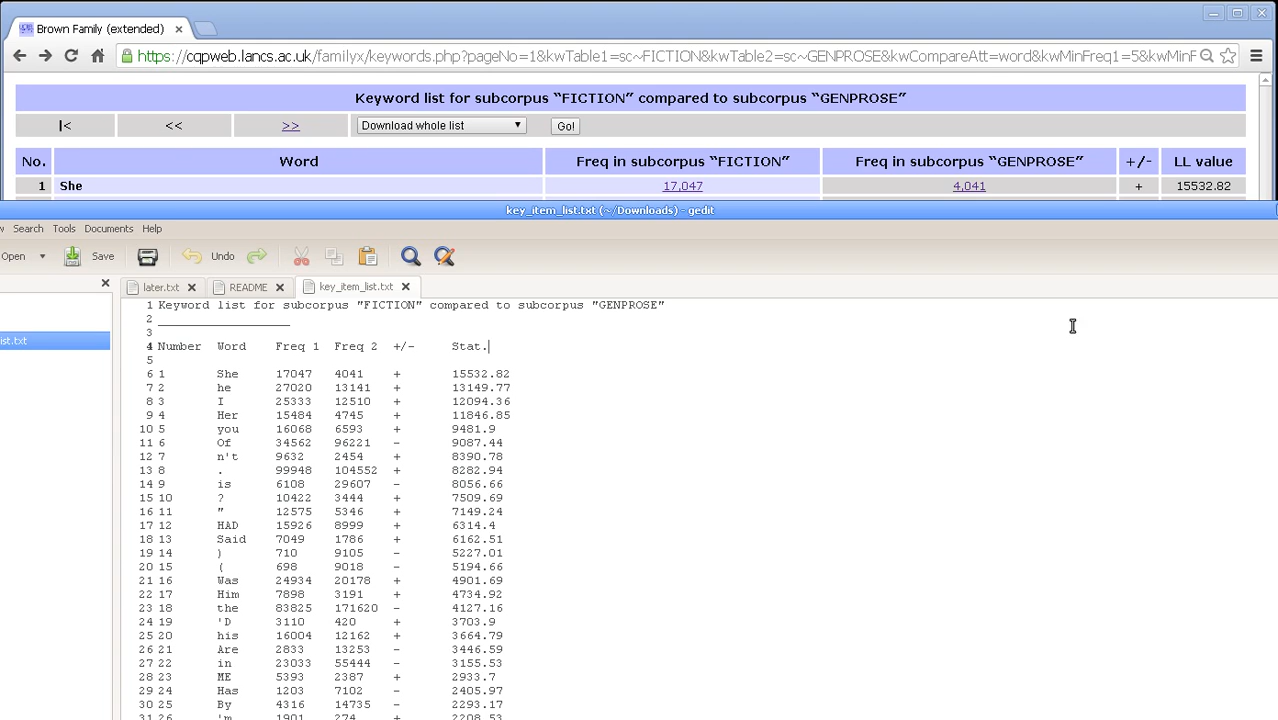 Brown Family (extended)
https://cqpweb.lancs.ac.uk/familyx/keywords.php?pageNo=1&kwTable1=sc~FICTION&kwTable2=sc~GENPROSE&kwCompareAtt=word&kwMinFreq1=5&kwMinF
Keyword list for subcorpus “FICTION” compared to subcorpus “GENPROSE”
|< << >> Download whole list Go!
No. Word Freq in subcorpus “FICTION” Freq in subcorpus “GENPROSE” +/- LL value
1 She 17,047 4,041 + 15532.82
key_item_list.txt (~/Downloads) - gedit
Search Tools Documents Help
Open Save Undo
later.txt README key_item_list.txt
ist.txt
1 Keyword list for subcorpus "FICTION" compared to subcorpus "GENPROSE"
2 __________________
3
4 Number Word Freq 1 Freq 2 +/- Stat.
5
6 1 She 17047 4041 + 15532.82
7 2 he 27020 13141 + 13149.77
8 3 I 25333 12510 + 12094.36
9 4 Her 15484 4745 + 11846.85
10 5 you 16068 6593 + 9481.9
11 6 Of 34562 96221 - 9087.44
12 7 n't 9632 2454 + 8390.78
13 8 . 99948 104552 + 8282.94
14 9 is 6108 29607 - 8056.66
15 10 ? 10422 3444 + 7509.69
16 11 " 12575 5346 + 7149.24
17 12 HAD 15926 8999 + 6314.4
18 13 Said 7049 1786 + 6162.51
19 14 ) 710 9105 - 5227.01
20 15 ( 698 9018 - 5194.66
21 16 Was 24934 20178 + 4901.69
22 17 Him 7898 3191 + 4734.92
23 18 the 83825 171620 - 4127.16
24 19 'D 3110 420 + 3703.9
25 20 his 16004 12162 + 3664.79
26 21 Are 2833 13253 - 3446.59
27 22 in 23033 55444 - 3155.53
28 23 ME 5393 2387 + 2933.7
29 24 Has 1203 7102 - 2405.97
30 25 By 4316 14735 - 2293.17
31 26 'm 1901 274 + 2208.53